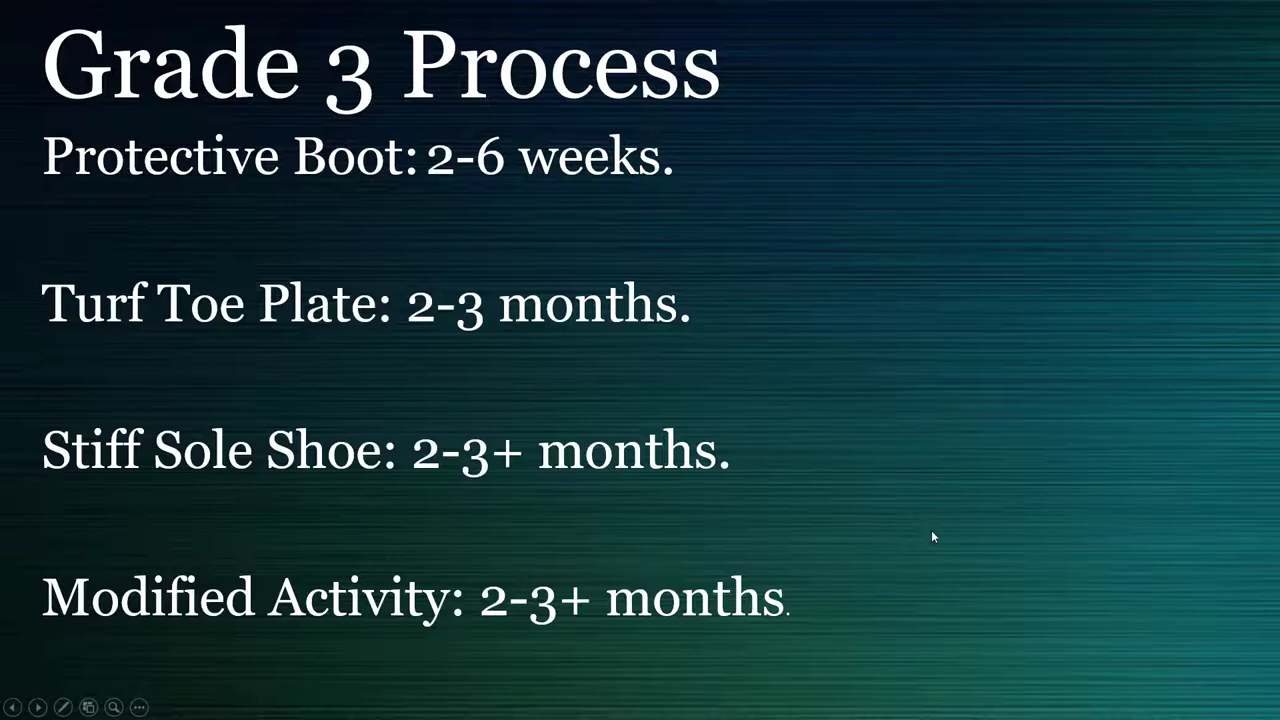 Grade 3 Process
Protective Boot: 2-6 weeks.
Turf Toe Plate: 2-3 months.
Stiff Sole Shoe: 2-3+ months.
Modified Activity: 2-3+ months.